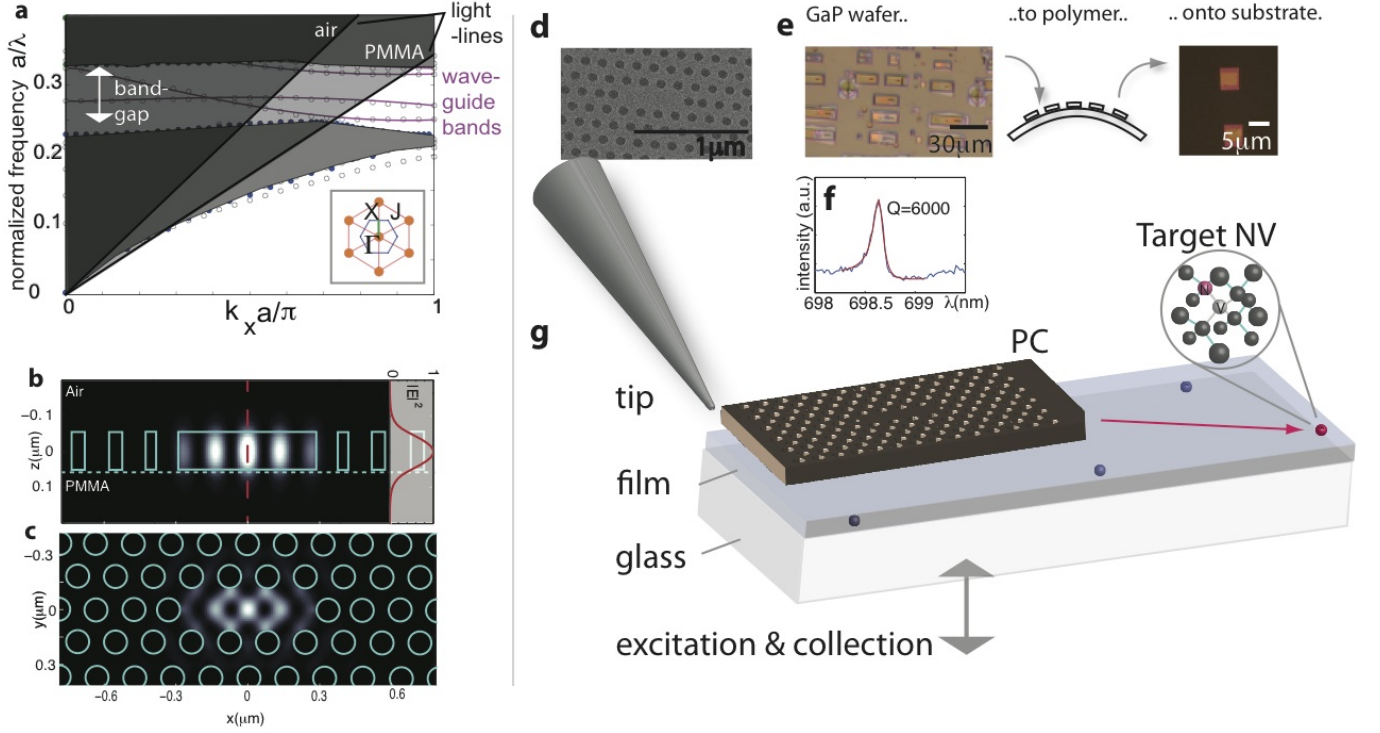 a
air
light
-lines
PMMA
wave-
guide
bands
band-
gap
normalized frequency a/λ
0.3
0.2
0.1
0
X J
Γ
0
1
kxa/π
b
Air
PMMA
0
1
|E|²
−0.1
0
0.1
z(μm)
c
−0.3
0
0.3
y(μm)
−0.6
−0.3
0
0.3
0.6
x(μm)
d
1μm
e
GaP wafer..
..to polymer..
.. onto substrate.
30μm
5μm
f
Q=6000
intensity (a.u.)
698
698.5
699
λ(nm)
Target NV
N
V
g
PC
tip
film
glass
excitation & collection